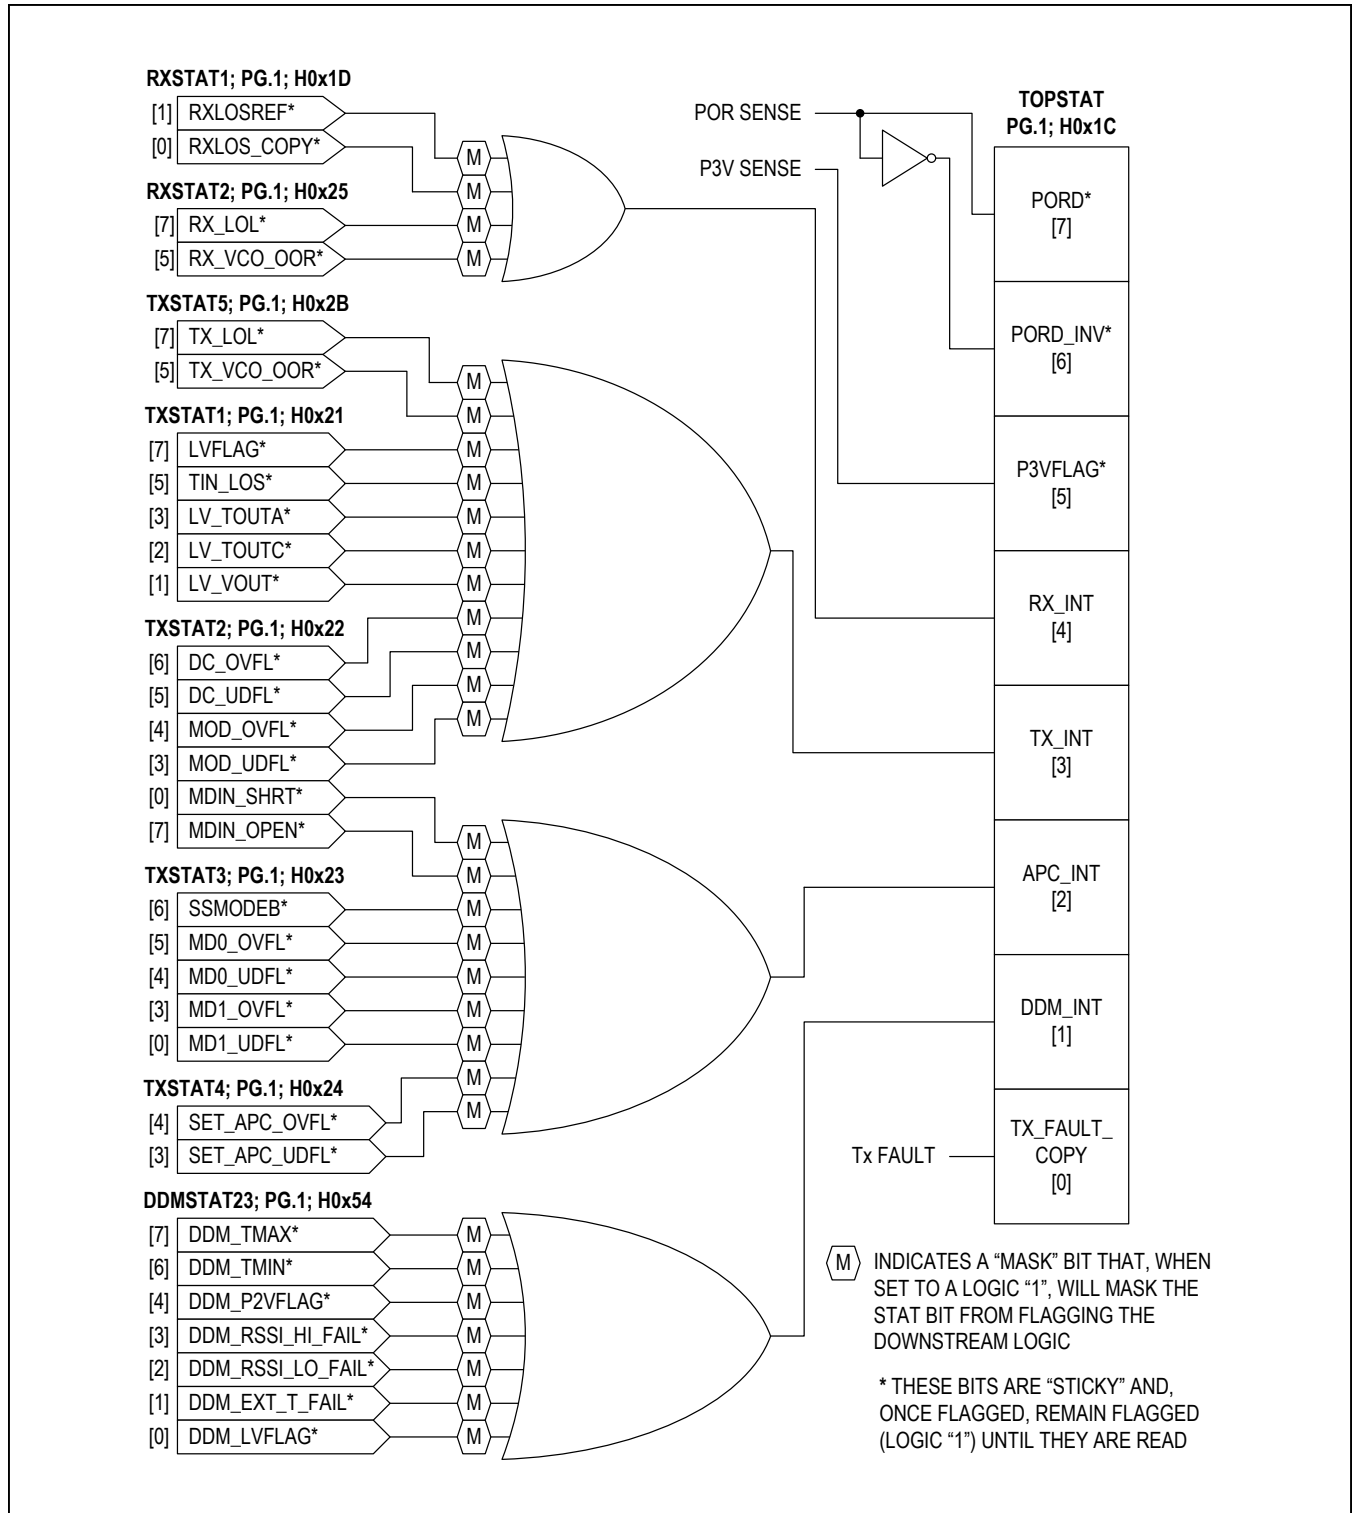 RXSTAT1; PG.1; H0x1D
[1] RXLOSREF* M
[0] RXLOS_COPY* M
RXSTAT2; PG.1; H0x25
[7] RX_LOL* M
[5] RX_VCO_OOR* M
TXSTAT5; PG.1; H0x2B
[7] TX_LOL* M
[5] TX_VCO_OOR* M
TXSTAT1; PG.1; H0x21
[7] LVFLAG* M
[5] TIN_LOS* M
[3] LV_TOUTA* M
[2] LV_TOUTC* M
[1] LV_VOUT* M
TXSTAT2; PG.1; H0x22
[6] DC_OVFL* M
[5] DC_UDFL* M
[4] MOD_OVFL* M
[3] MOD_UDFL* M
[0] MDIN_SHRT* M
[7] MDIN_OPEN* M
TXSTAT3; PG.1; H0x23
[6] SSMODEB* M
[5] MD0_OVFL* M
[4] MD0_UDFL* M
[3] MD1_OVFL* M
[0] MD1_UDFL* M
TXSTAT4; PG.1; H0x24
[4] SET_APC_OVFL* M
[3] SET_APC_UDFL* M
DDMSTAT23; PG.1; H0x54
[7] DDM_TMAX* M
[6] DDM_TMIN* M
[4] DDM_P2VFLAG* M
[3] DDM_RSSI_HI_FAIL* M
[2] DDM_RSSI_LO_FAIL* M
[1] DDM_EXT_T_FAIL* M
[0] DDM_LVFLAG* M
POR SENSE
P3V SENSE
Tx FAULT
TOPSTAT
PG.1; H0x1C
PORD*
[7]
PORD_INV*
[6]
P3VFLAG*
[5]
RX_INT
[4]
TX_INT
[3]
APC_INT
[2]
DDM_INT
[1]
TX_FAULT_
COPY
[0]
M INDICATES A “MASK” BIT THAT, WHEN
SET TO A LOGIC “1”, WILL MASK THE
STAT BIT FROM FLAGGING THE
DOWNSTREAM LOGIC
* THESE BITS ARE “STICKY” AND,
ONCE FLAGGED, REMAIN FLAGGED
(LOGIC “1”) UNTIL THEY ARE READ